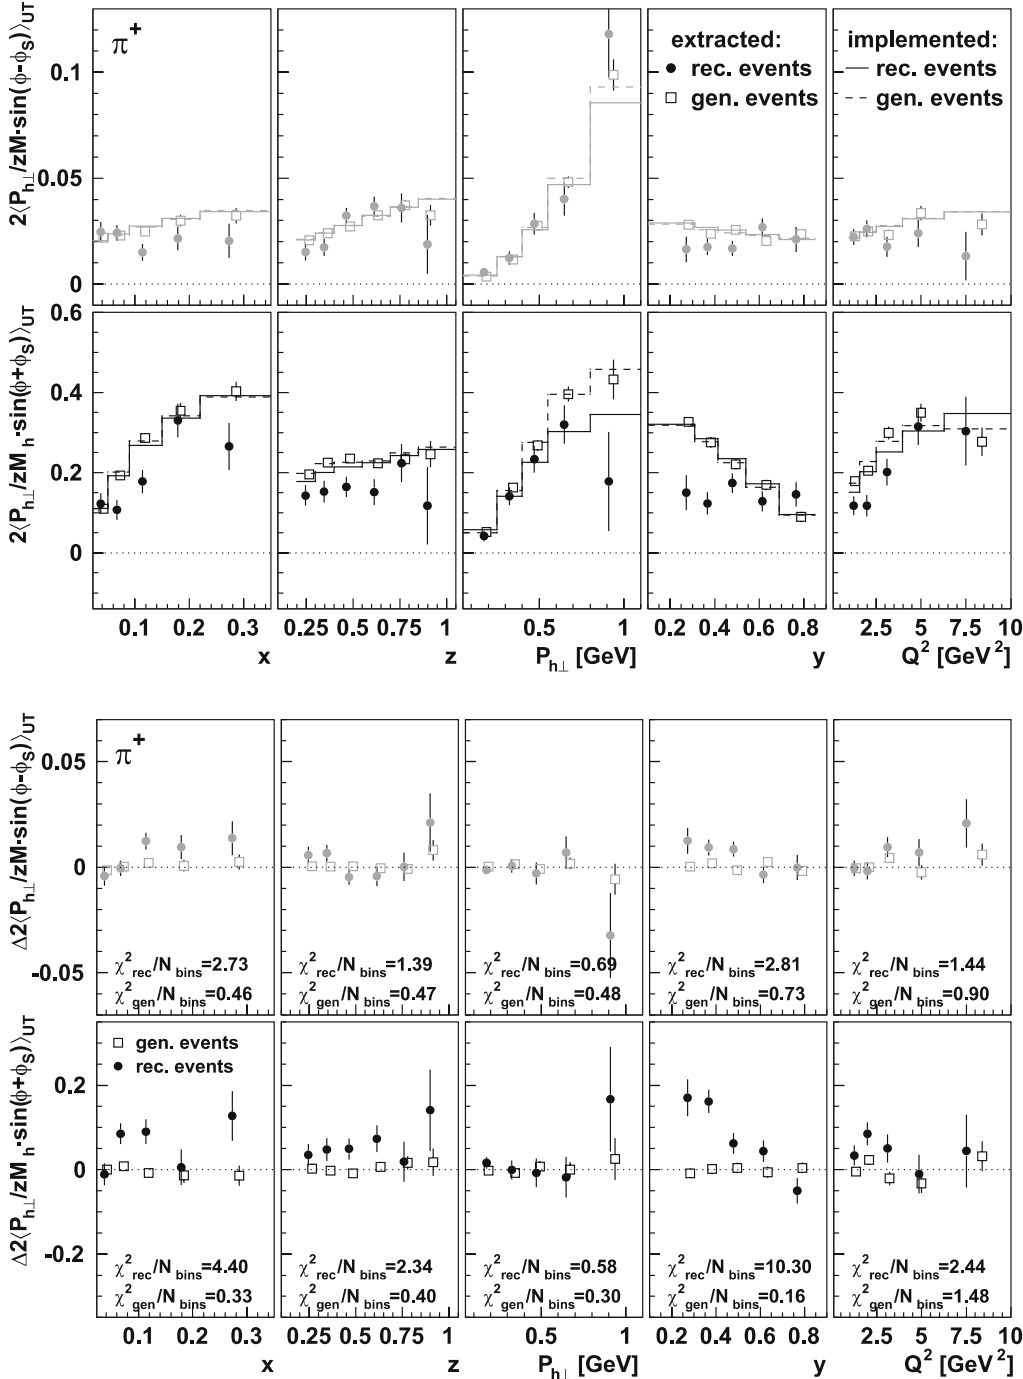 2⟨P_h⊥/zM·sin(ϕ-ϕ_S)⟩_UT
π⁺
extracted: implemented:
rec. events rec. events
gen. events gen. events
0.1
0.05
0
2⟨P_h⊥/zM_h·sin(ϕ+ϕ_S)⟩_UT
0.6
0.4
0.2
0
0.1 0.2 0.3 0.25 0.5 0.75 1 0.5 1 0.2 0.4 0.6 0.8 2.5 5 7.5 10
x z P_h⊥ [GeV] y Q² [GeV²]
Δ2⟨P_h⊥/zM·sin(ϕ-ϕ_S)⟩_UT
π⁺
0.05
0
-0.05
χ²_rec/N_bins=2.73 χ²_rec/N_bins=1.39 χ²_rec/N_bins=0.69 χ²_rec/N_bins=2.81 χ²_rec/N_bins=1.44
χ²_gen/N_bins=0.46 χ²_gen/N_bins=0.47 χ²_gen/N_bins=0.48 χ²_gen/N_bins=0.73 χ²_gen/N_bins=0.90
Δ2⟨P_h⊥/zM_h·sin(ϕ+ϕ_S)⟩_UT
gen. events
rec. events
0.2
0
-0.2
χ²_rec/N_bins=4.40 χ²_rec/N_bins=2.34 χ²_rec/N_bins=0.58 χ²_rec/N_bins=10.30 χ²_rec/N_bins=2.44
χ²_gen/N_bins=0.33 χ²_gen/N_bins=0.40 χ²_gen/N_bins=0.30 χ²_gen/N_bins=0.16 χ²_gen/N_bins=1.48
0.1 0.2 0.3 0.25 0.5 0.75 1 0.5 1 0.2 0.4 0.6 0.8 2.5 5 7.5 10
x z P_h⊥ [GeV] y Q² [GeV²]